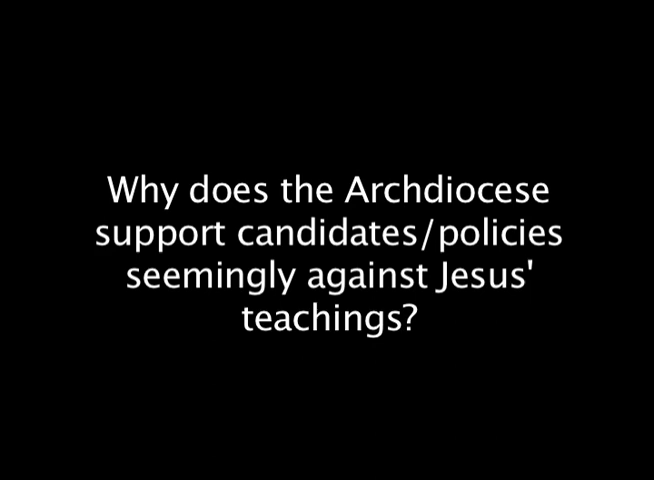 Why does the Archdiocese
support candidates/policies
seemingly against Jesus'
teachings?